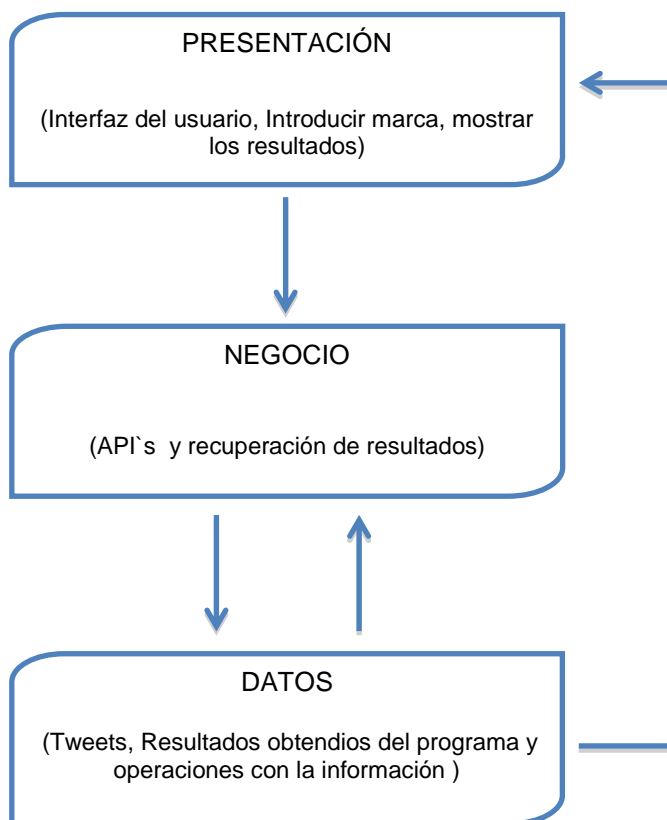 PRESENTACIÓN
(Interfaz del usuario, Introducir marca, mostrar
los resultados)
NEGOCIO
(API`s y recuperación de resultados)
DATOS
(Tweets, Resultados obtendios del programa y
operaciones con la información )